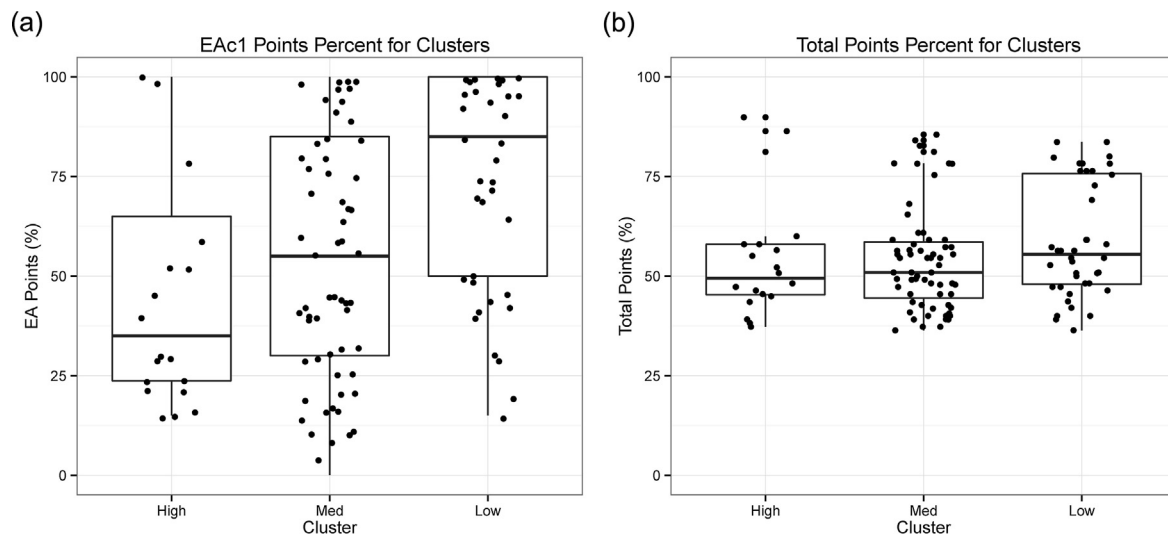 (a)
EAc1 Points Percent for Clusters
EA Points (%)
100
75
50
25
0
High
Med
Low
Cluster
(b)
Total Points Percent for Clusters
Total Points (%)
100
75
50
25
0
High
Med
Low
Cluster